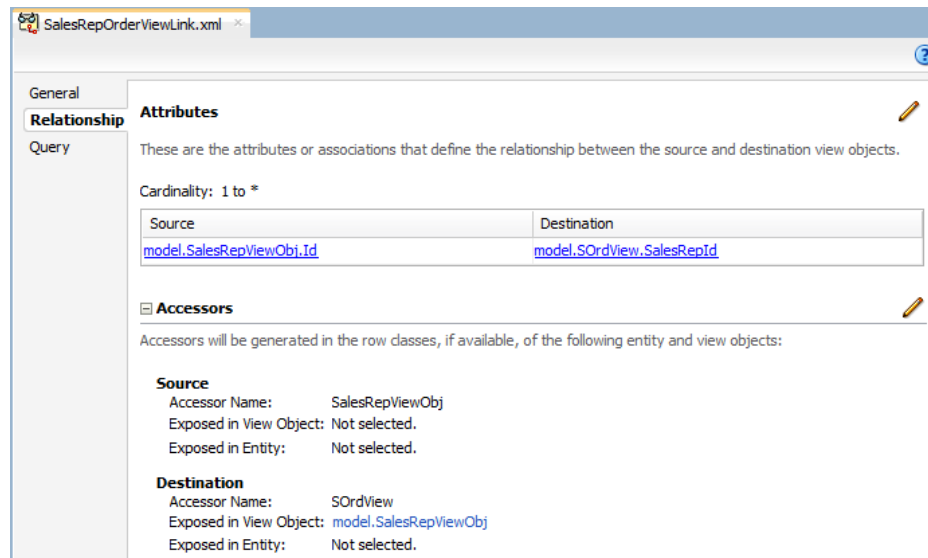 SalesRepOrderViewLink.xml
General
Relationship
Query
Attributes
These are the attributes or associations that define the relationship between the source and destination view objects.
Cardinality: 1 to *
Source Destination
model.SalesRepViewObj.Id model.SOrdView.SalesRepId
Accessors
Accessors will be generated in the row classes, if available, of the following entity and view objects:
Source
Accessor Name: SalesRepViewObj
Exposed in View Object: Not selected.
Exposed in Entity: Not selected.
Destination
Accessor Name: SOrdView
Exposed in View Object: model.SalesRepViewObj
Exposed in Entity: Not selected.